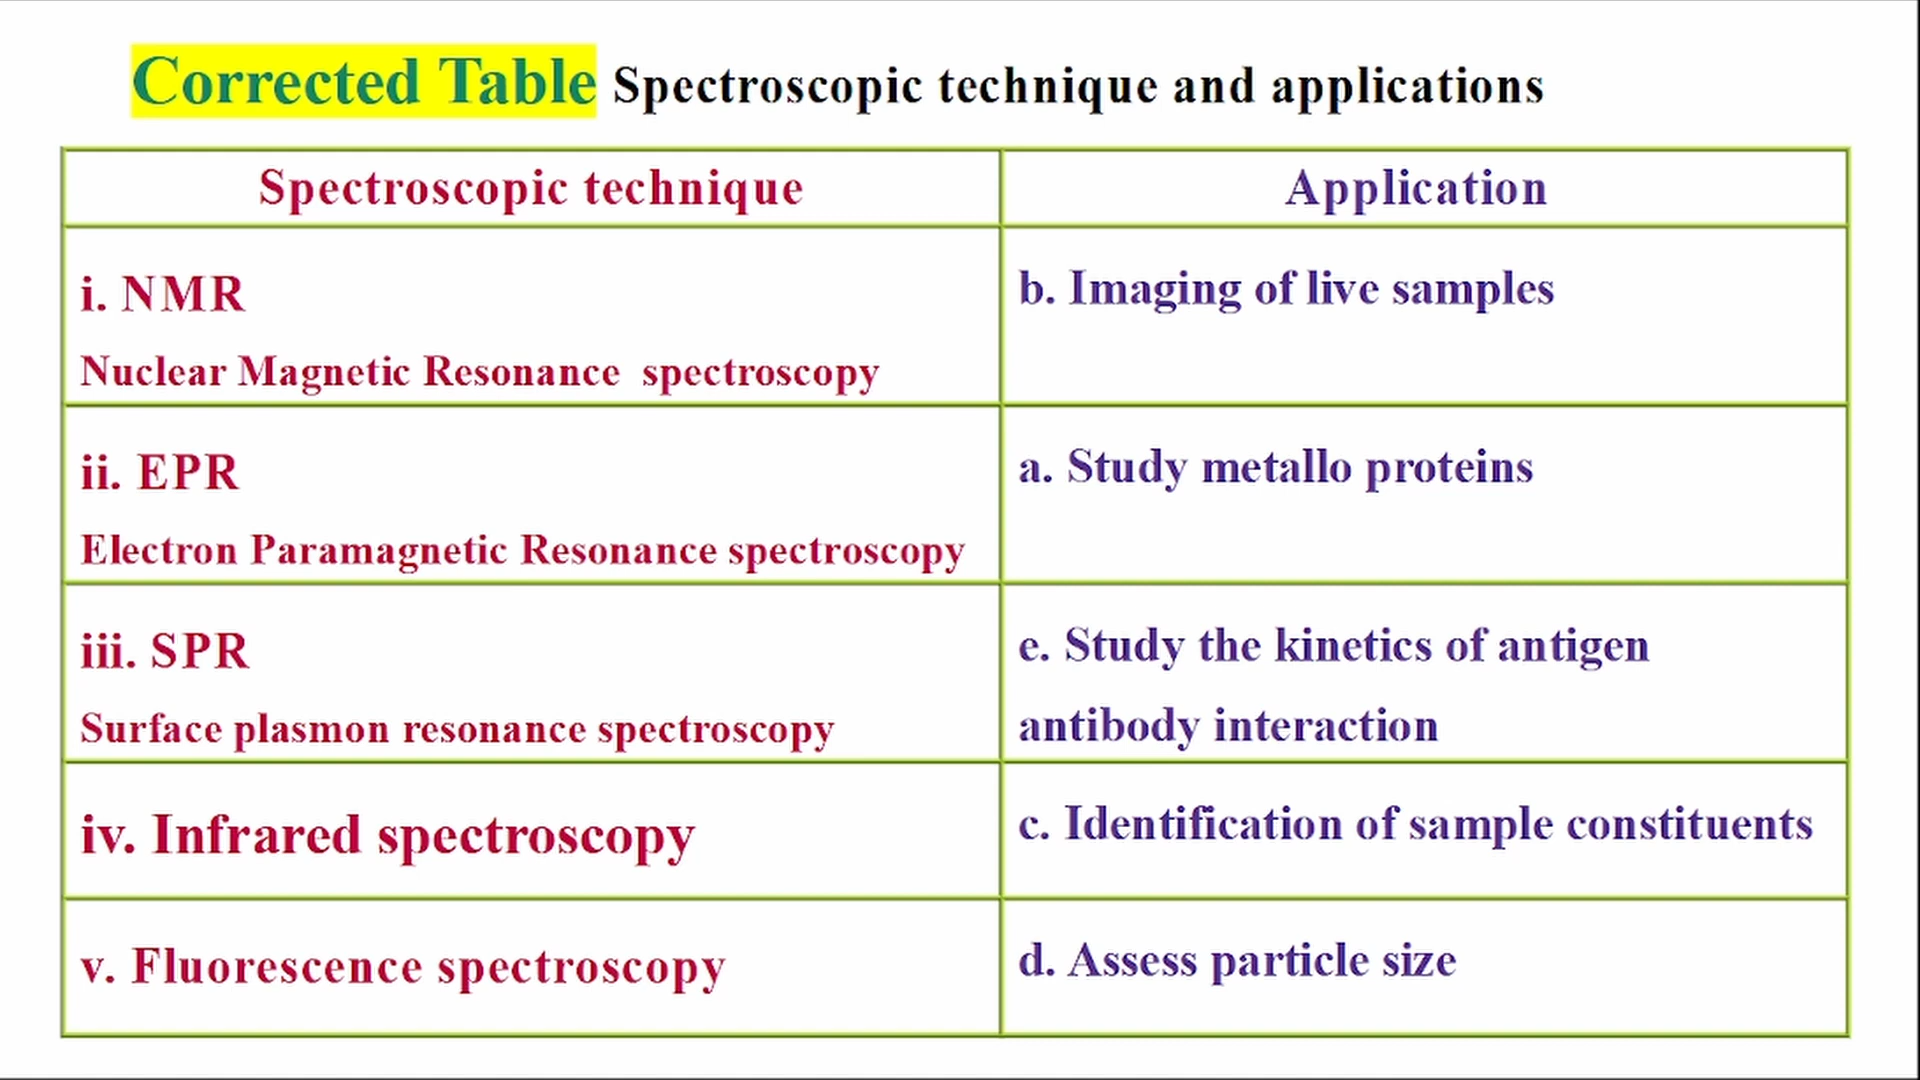 Corrected Table Spectroscopic technique and applications
Spectroscopic technique
Application
i. NMR
Nuclear Magnetic Resonance spectroscopy
b. Imaging of live samples
ii. EPR
Electron Paramagnetic Resonance spectroscopy
a. Study metallo proteins
iii. SPR
Surface plasmon resonance spectroscopy
e. Study the kinetics of antigen
antibody interaction
iv. Infrared spectroscopy
c. Identification of sample constituents
v. Fluorescence spectroscopy
d. Assess particle size